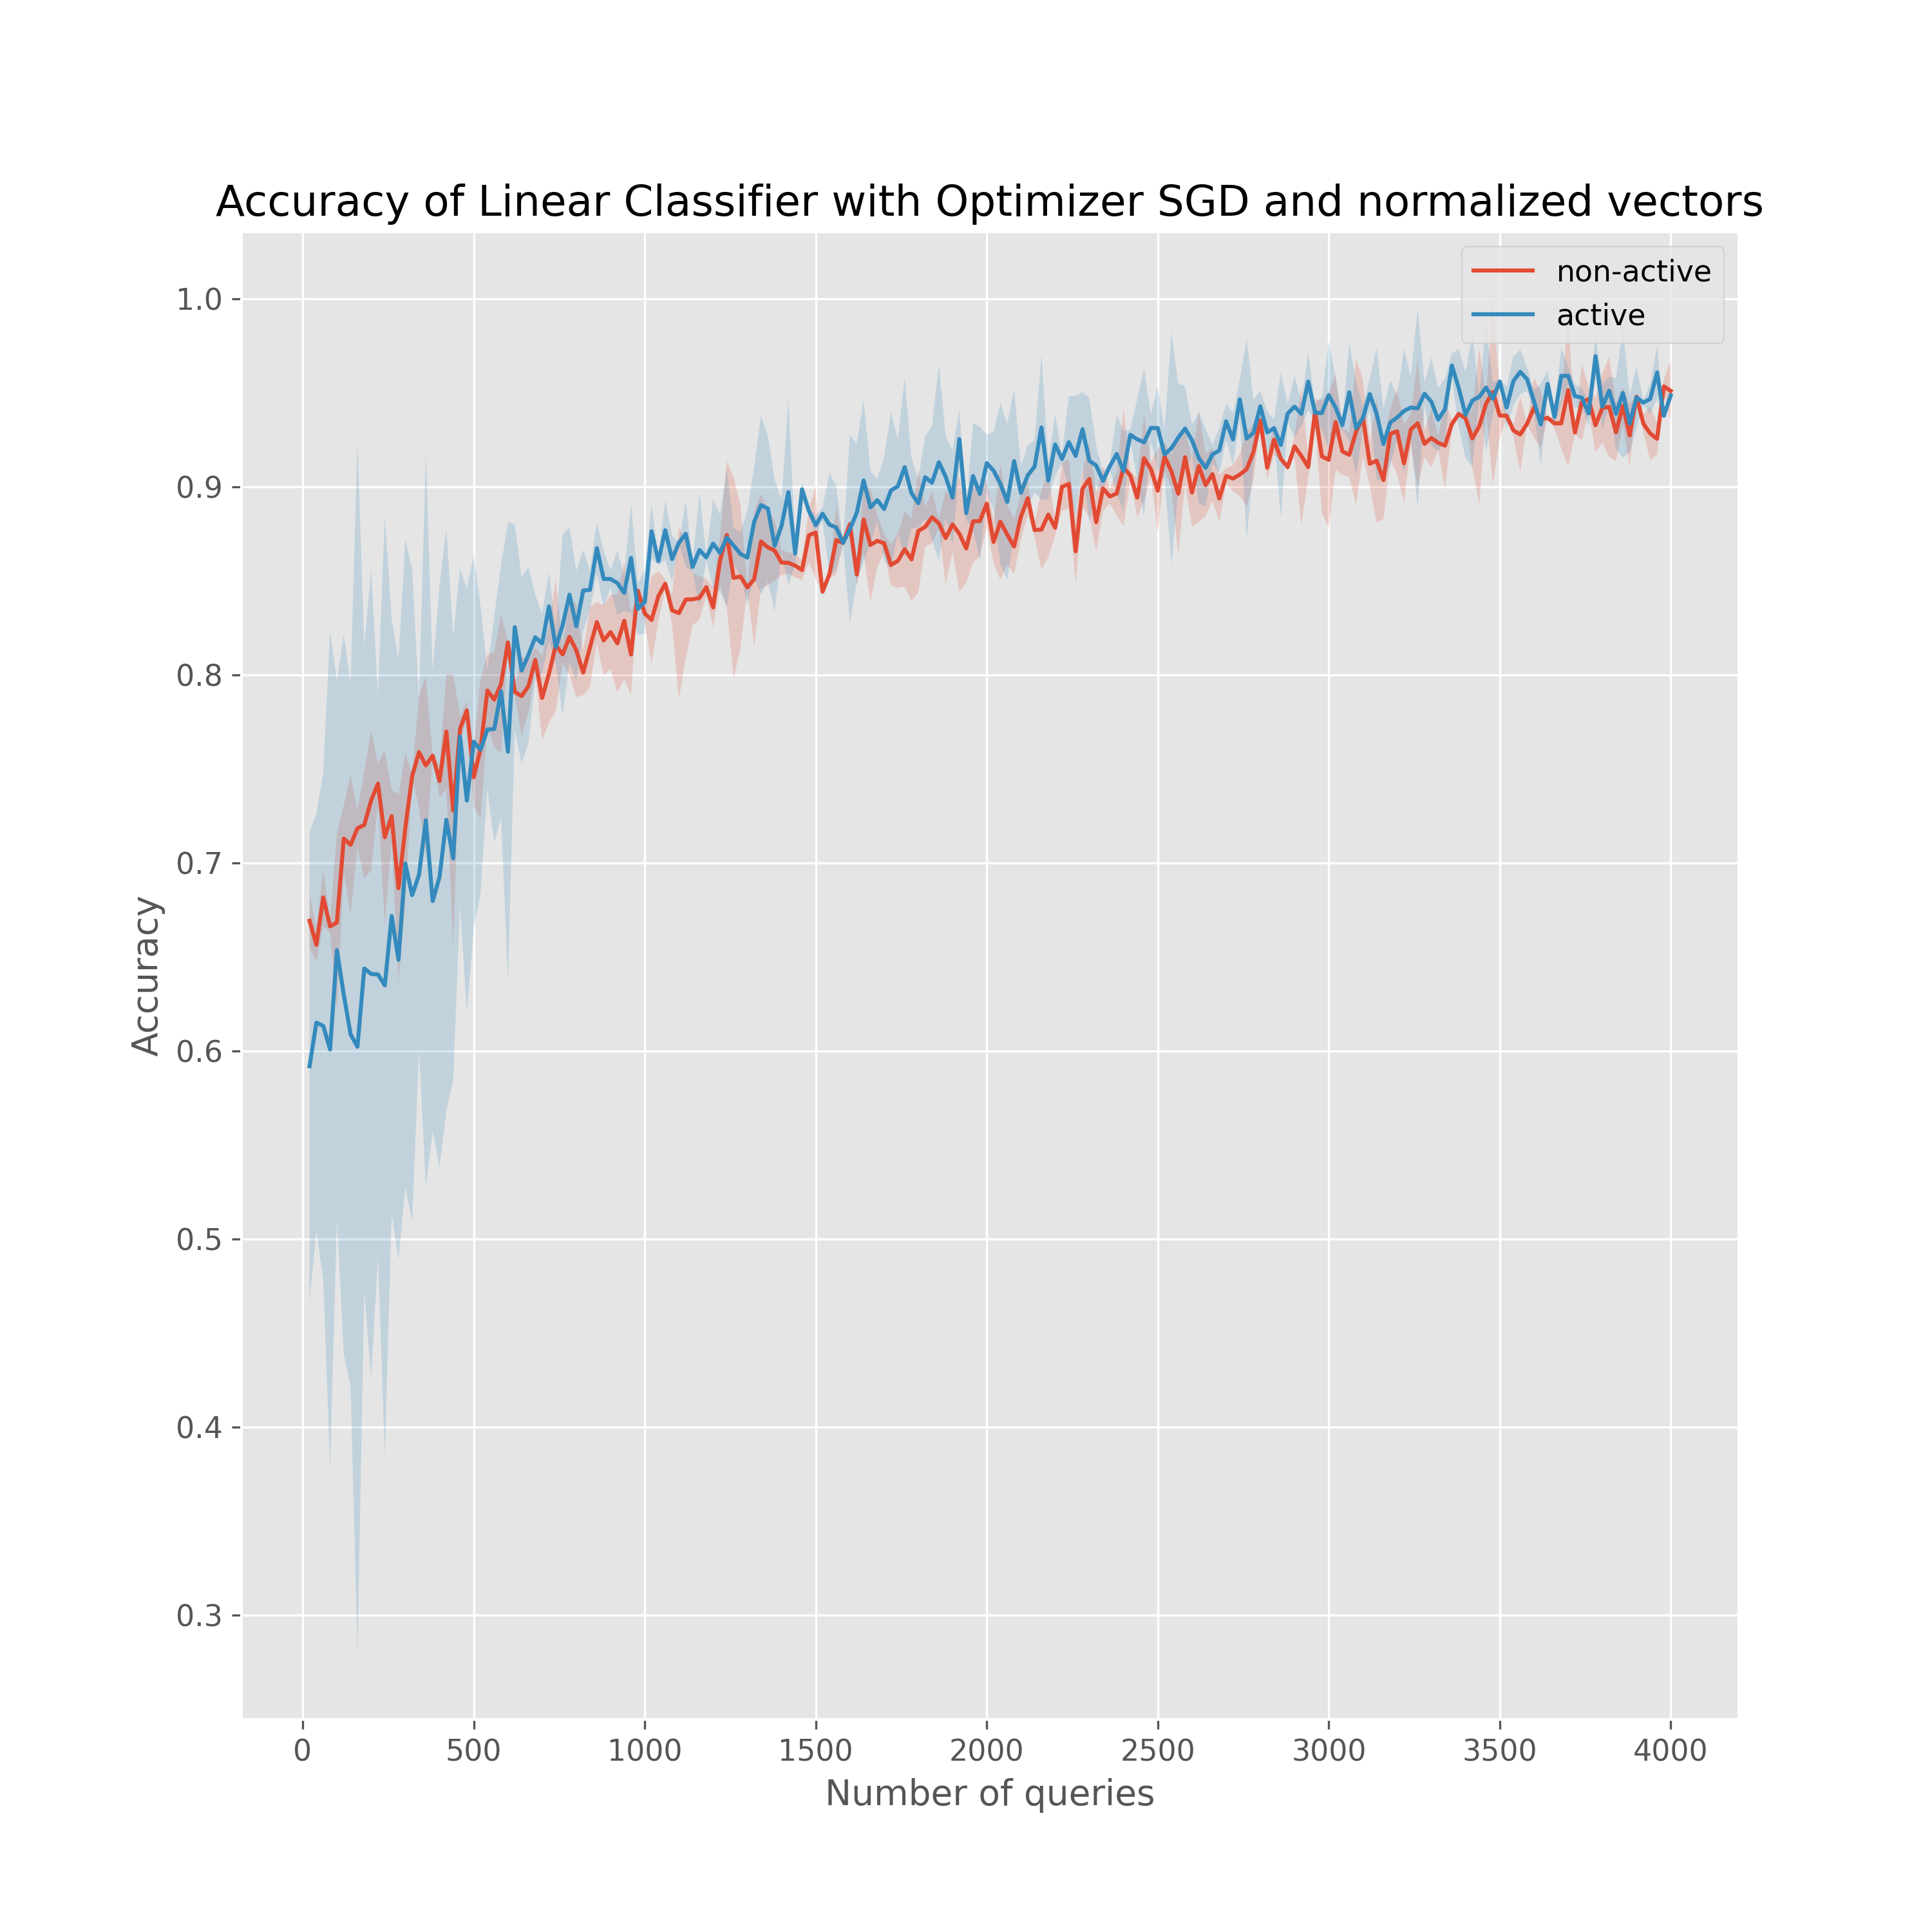 Accuracy of Linear Classifier with Optimizer SGD and normalized vectors
non-active
active
1.0
0.9
0.8
0.7
0.6
0.5
0.4
0.3
Accuracy
0 500 1000 1500 2000 2500 3000 3500 4000
Number of queries